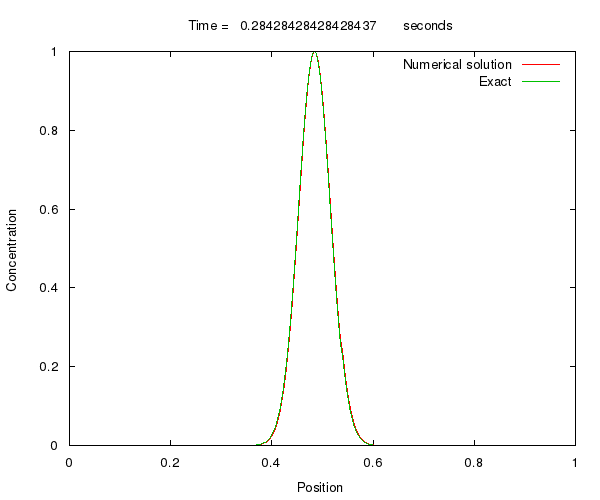 Time = 0.28428428428428437 seconds
Numerical solution
Exact
1
0.8
0.6
0.4
0.2
0
Concentration
0 0.2 0.4 0.6 0.8 1
Position